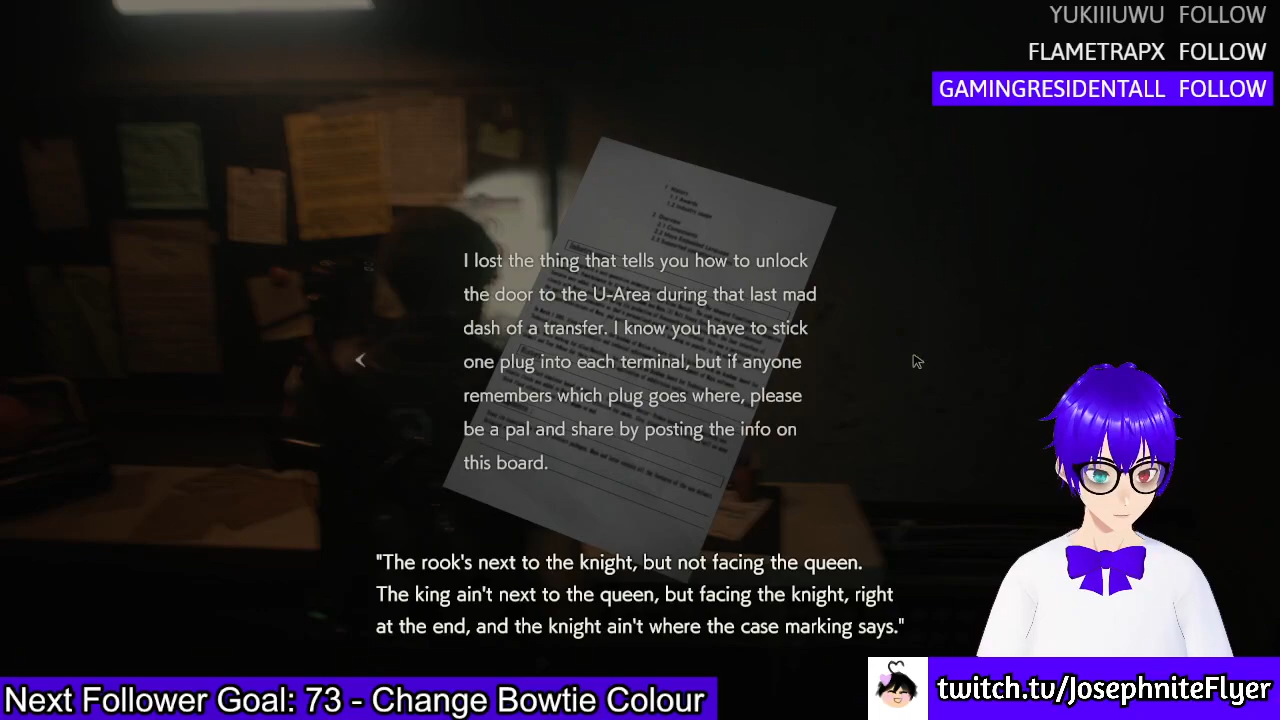 YUKIIIUWU FOLLOW
FLAMETRAPX FOLLOW
GAMINGRESIDENTALL FOLLOW
I lost the thing that tells you how to unlock
the door to the U-Area during that last mad
dash of a transfer. I know you have to stick
one plug into each terminal, but if anyone
remembers which plug goes where, please
be a pal and share by posting the info on
this board.
"The rook's next to the knight, but not facing the queen.
The king ain't next to the queen, but facing the knight, right
at the end, and the knight ain't where the case marking says."
Next Follower Goal: 73 - Change Bowtie Colour
twitch.tv/JosephniteFlyer